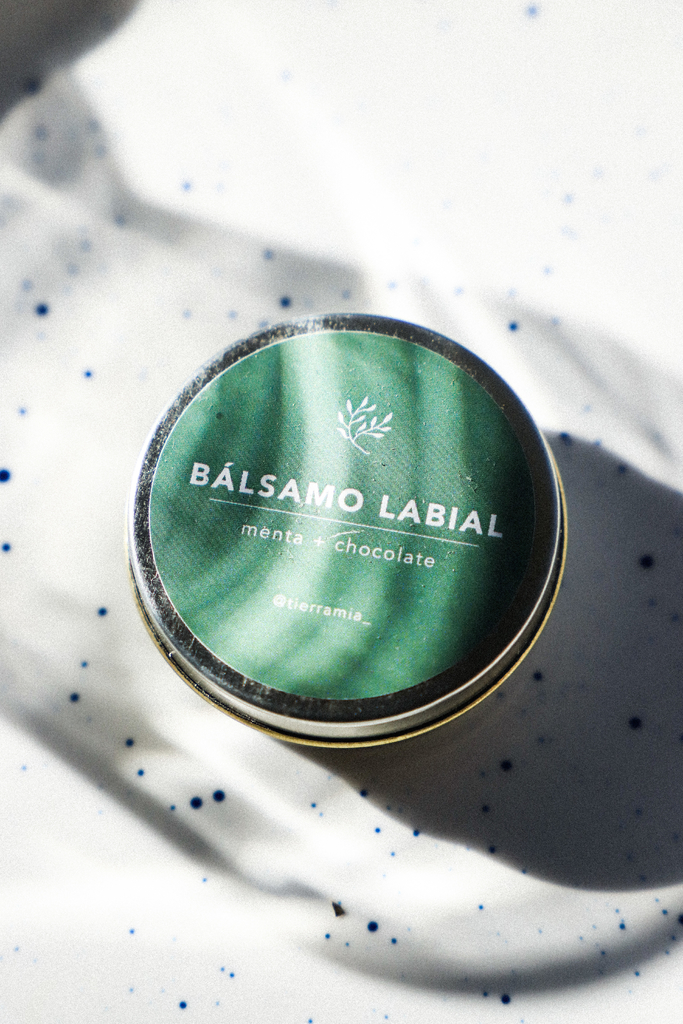 BÁLSAMO LABIAL
menta + chocolate
@tierramia_